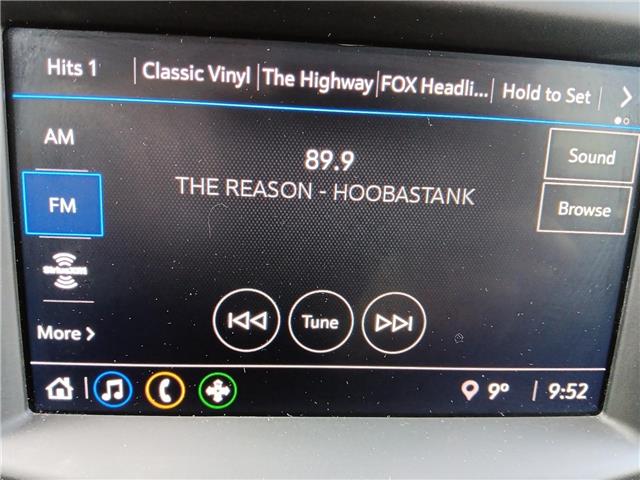 Hits 1 | Classic Vinyl | The Highway | FOX Headli... | Hold to Set |
AM
89.9
Sound
THE REASON - HOOBASTANK
FM
Browse
SiriusXM
Tune
More
9° | 9:52